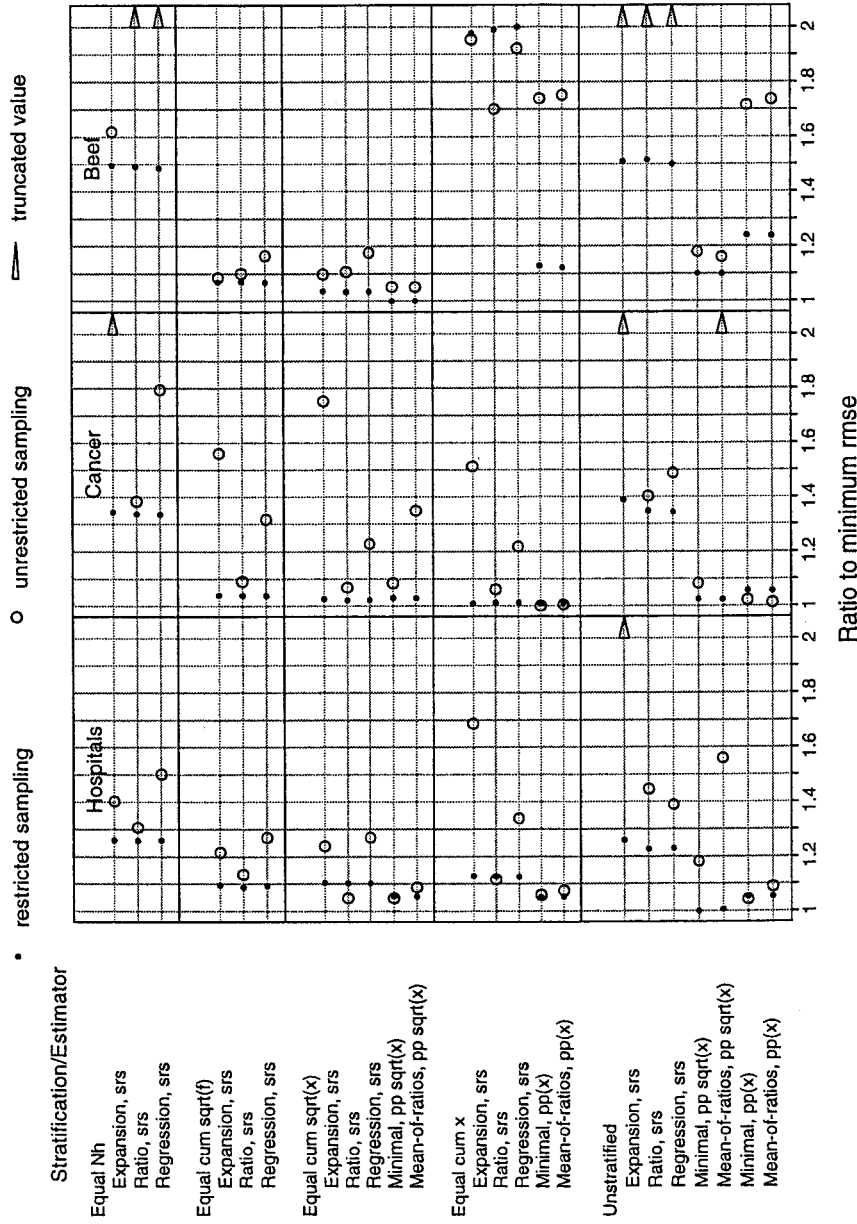 • restricted sampling o unrestricted sampling truncated value
Stratification/Estimator
Hospitals Cancer Beef
Equal Nh
Expansion, srs
Ratio, srs
Regression, srs
Equal cum sqrt(f)
Expansion, srs
Ratio, srs
Regression, srs
Equal cum sqrt(x)
Expansion, srs
Ratio, srs
Regression, srs
Minimal, pp sqrt(x)
Mean-of-ratios, pp sqrt(x)
Equal cum x
Expansion, srs
Ratio, srs
Regression, srs
Minimal, pp(x)
Mean-of-ratios, pp(x)
Unstratified
Expansion, srs
Ratio, srs
Regression, srs
Minimal, pp sqrt(x)
Mean-of-ratios, pp sqrt(x)
Minimal, pp(x)
Mean-of-ratios, pp(x)
1 1.2 1.4 1.6 1.8 2 1 1.2 1.4 1.6 1.8 2 1 1.2 1.4 1.6 1.8 2
Ratio to minimum rmse